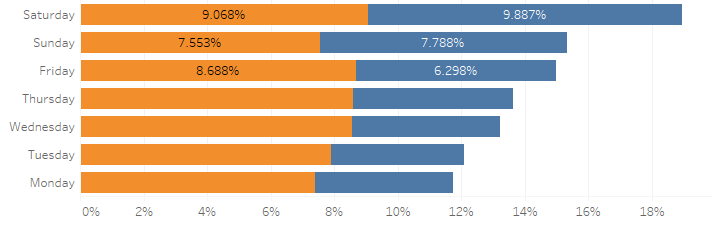 Saturday 9.068% 9.887%
Sunday 7.553% 7.788%
Friday 8.688% 6.298%
Thursday
Wednesday
Tuesday
Monday
0% 2% 4% 6% 8% 10% 12% 14% 16% 18%